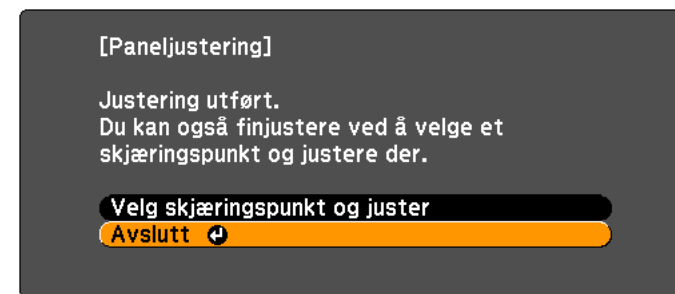 [Paneljustering]
Justering utført.
Du kan også finjustere ved å velge et
skjæringspunkt og justere der.
Velg skjæringspunkt og juster
Avslutt